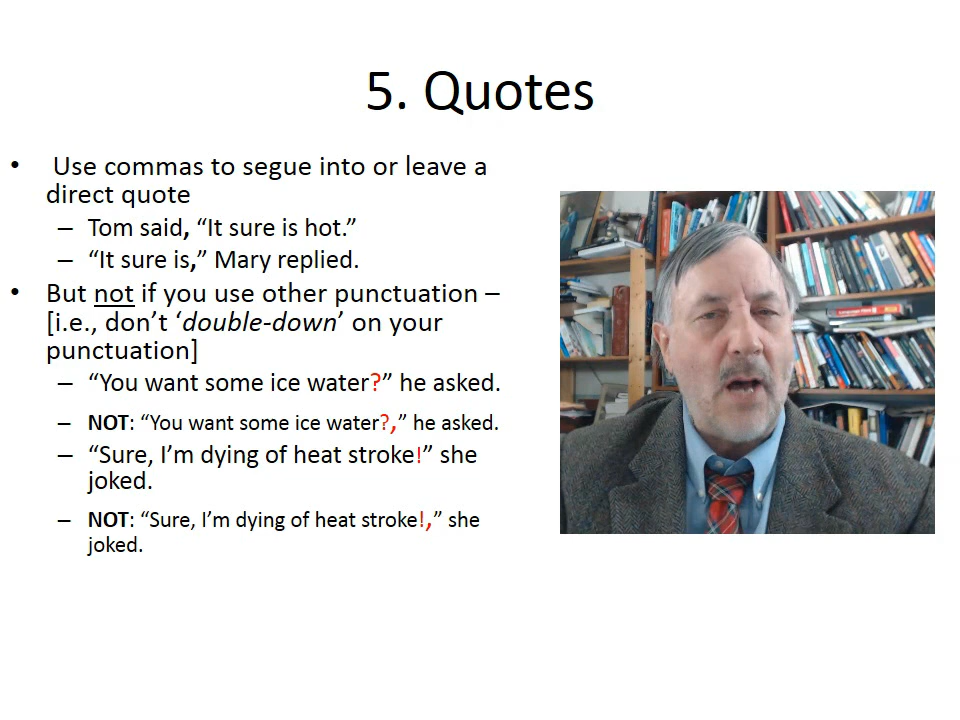 5. Quotes
• Use commas to segue into or leave a
direct quote
– Tom said, “It sure is hot.”
– “It sure is,” Mary replied.
• But not if you use other punctuation –
[i.e., don’t ‘double-down’ on your
punctuation]
– “You want some ice water?” he asked.
– NOT: “You want some ice water?,” he asked.
– “Sure, I’m dying of heat stroke!” she
joked.
– NOT: “Sure, I’m dying of heat stroke!,” she
joked.